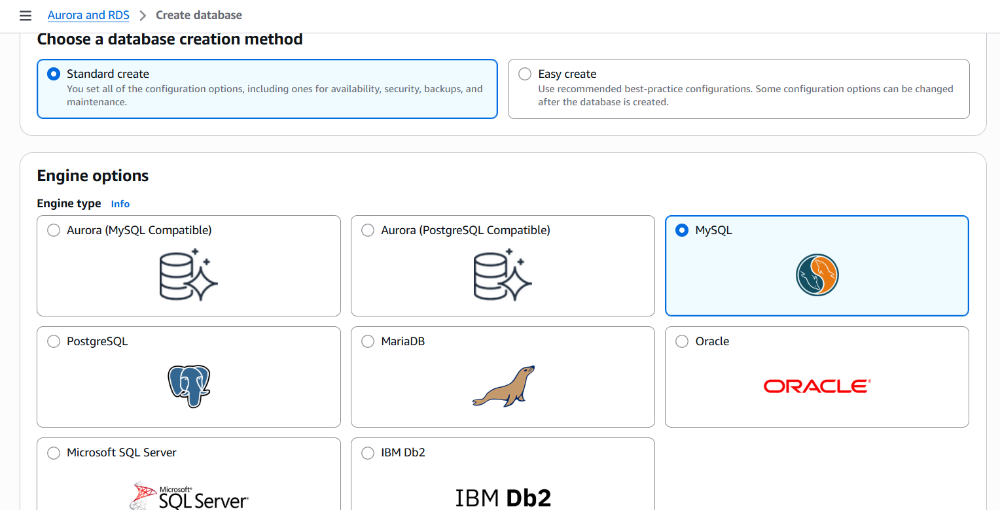 Aurora and RDS > Create database
Choose a database creation method
Standard create
You set all of the configuration options, including ones for availability, security, backups, and
maintenance.
Easy create
Use recommended best-practice configurations. Some configuration options can be changed
after the database is created.
Engine options
Engine type Info
Aurora (MySQL Compatible)
Aurora (PostgreSQL Compatible)
MySQL
PostgreSQL
MariaDB
Oracle
ORACLE®
Microsoft SQL Server
Microsoft®
SQL Server®
IBM Db2
IBM Db2